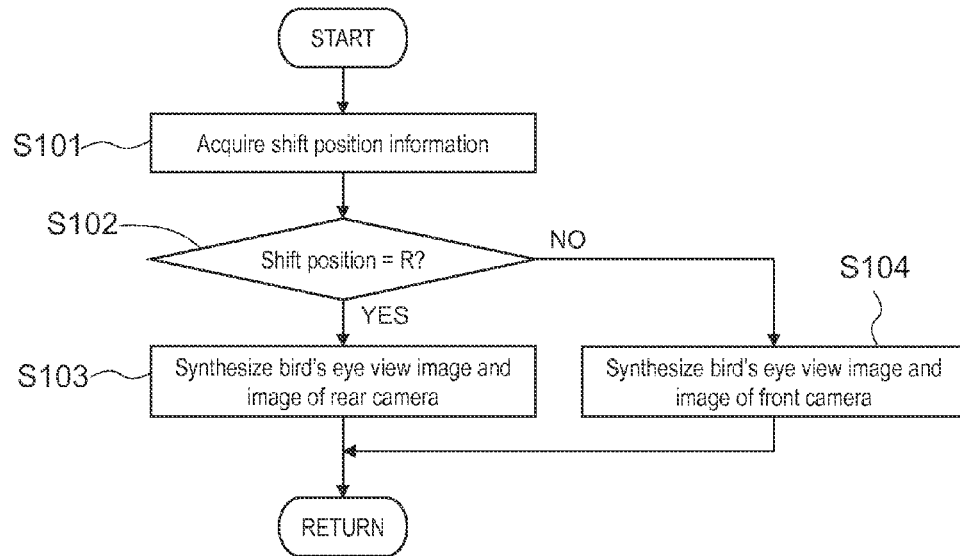 START
S101
Acquire shift position information
S102
Shift position = R?
NO
YES
S104
S103
Synthesize bird's eye view image and
image of rear camera
Synthesize bird's eye view image and
image of front camera
RETURN